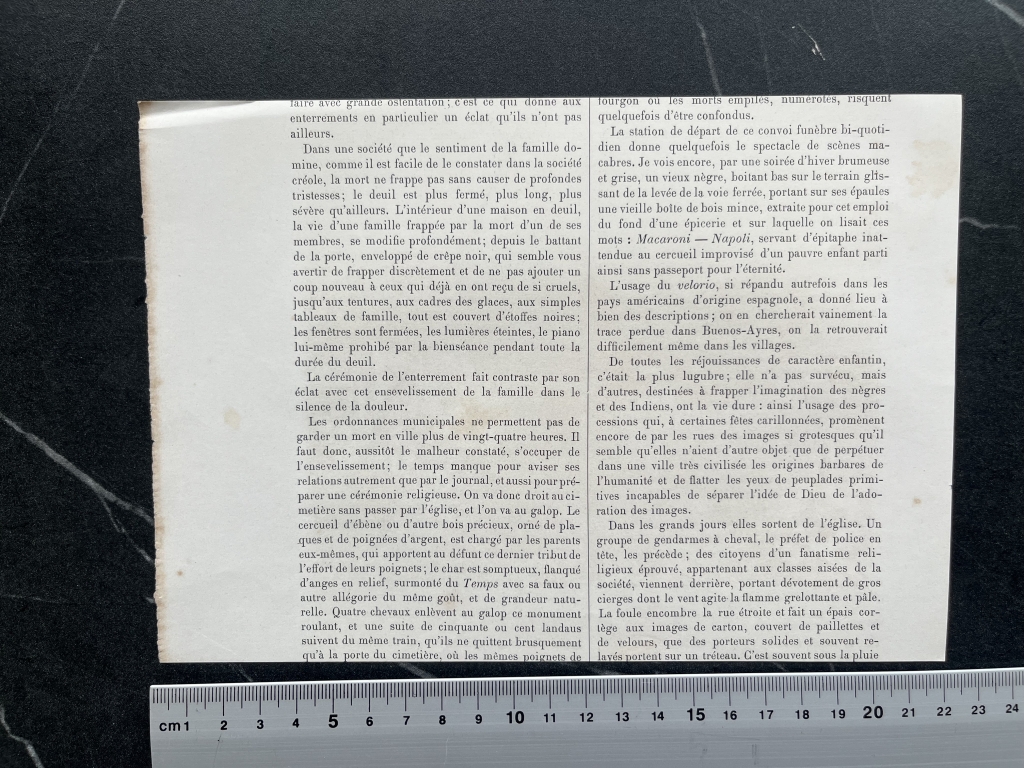 faire avec grande ostentation; c'est ce qui donne aux
enterrements en particulier un éclat qu'ils n'ont pas
ailleurs.
Dans une société que le sentiment de la famille do-
mine, comme il est facile de le constater dans la société
créole, la mort ne frappe pas sans causer de profondes
tristesses; le deuil est plus fermé, plus long, plus
sévère qu'ailleurs. L'intérieur d'une maison en deuil,
la vie d'une famille frappée par la mort d'un de ses
membres, se modifie profondément; depuis le battant
de la porte, enveloppé de crêpe noir, qui semble vous
avertir de frapper discrètement et de ne pas ajouter un
coup nouveau à ceux qui déjà en ont reçu de si cruels,
jusqu'aux tentures, aux cadres des glaces, aux simples
tableaux de famille, tout est couvert d'étoffes noires;
les fenêtres sont fermées, les lumières éteintes, le piano
lui-même prohibé par la bienséance pendant toute la
durée du deuil.
La cérémonie de l'enterrement fait contraste par son
éclat avec cet ensevelissement de la famille dans le
silence de la douleur.
Les ordonnances municipales ne permettent pas de
garder un mort en ville plus de vingt-quatre heures. Il
faut donc, aussitôt le malheur constaté, s'occuper de
l'ensevelissement; le temps manque pour aviser ses
relations autrement que par le journal, et aussi pour pré-
parer une cérémonie religieuse. On va donc droit au ci-
metière sans passer par l'église, et l'on va au galop. Le
cercueil d'ébène ou d'autre bois précieux, orné de pla-
ques et de poignées d'argent, est chargé par les parents
eux-mêmes, qui apportent au défunt ce dernier tribut de
l'effort de leurs poignets; le char est somptueux, flanqué
d'anges en relief, surmonté du Temps avec sa faux ou
autre allégorie du même goût, et de grandeur natu-
relle. Quatre chevaux enlèvent au galop ce monument
roulant, et une suite de cinquante ou cent landaus
suivent du même train, qu'ils ne quittent brusquement
qu'à la porte du cimetière, où les mêmes poignets de
fourgon où les morts empilés, numérotés, risquent
quelquefois d'être confondus.
La station de départ de ce convoi funèbre bi-quoti-
dien donne quelquefois le spectacle de scènes ma-
cabres. Je vois encore, par une soirée d'hiver brumeuse
et grise, un vieux nègre, boitant bas sur le terrain glis-
sant de la levée de la voie ferrée, portant sur ses épaules
une vieille boîte de bois mince, extraite pour cet emploi
du fond d'une épicerie et sur laquelle on lisait ces
mots : Macaroni — Napoli, servant d'épitaphe inat-
tendue au cercueil improvisé d'un pauvre enfant parti
ainsi sans passeport pour l'éternité.
L'usage du velorio, si répandu autrefois dans les
pays américains d'origine espagnole, a donné lieu à
bien des descriptions; on en chercherait vainement la
trace perdue dans Buenos-Ayres, on la retrouverait
difficilement même dans les villages.
De toutes les réjouissances de caractère enfantin,
c'était la plus lugubre; elle n'a pas survécu, mais
d'autres, destinées à frapper l'imagination des nègres
et des Indiens, ont la vie dure : ainsi l'usage des pro-
cessions qui, à certaines fêtes carillonnées, promènent
encore de par les rues des images si grotesques qu'il
semble qu'elles n'aient d'autre objet que de perpétuer
dans une ville très civilisée les origines barbares de
l'humanité et de flatter les yeux de peuplades primi-
tives incapables de séparer l'idée de Dieu de l'ado-
ration des images.
Dans les grands jours elles sortent de l'église. Un
groupe de gendarmes à cheval, le préfet de police en
tête, les précède; des citoyens d'un fanatisme reli-
ligieux éprouvé, appartenant aux classes aisées de la
société, viennent derrière, portant dévotement de gros
cierges dont le vent agite la flamme grelottante et pâle.
La foule encombre la rue étroite et fait un épais cor-
tège aux images de carton, couvert de paillettes et
de velours, que des porteurs solides et souvent re-
layés portent sur un tréteau. C'est souvent sous la pluie
cm 1 2 3 4 5 6 7 8 9 10 11 12 13 14 15 16 17 18 19 20 21 22 23 24